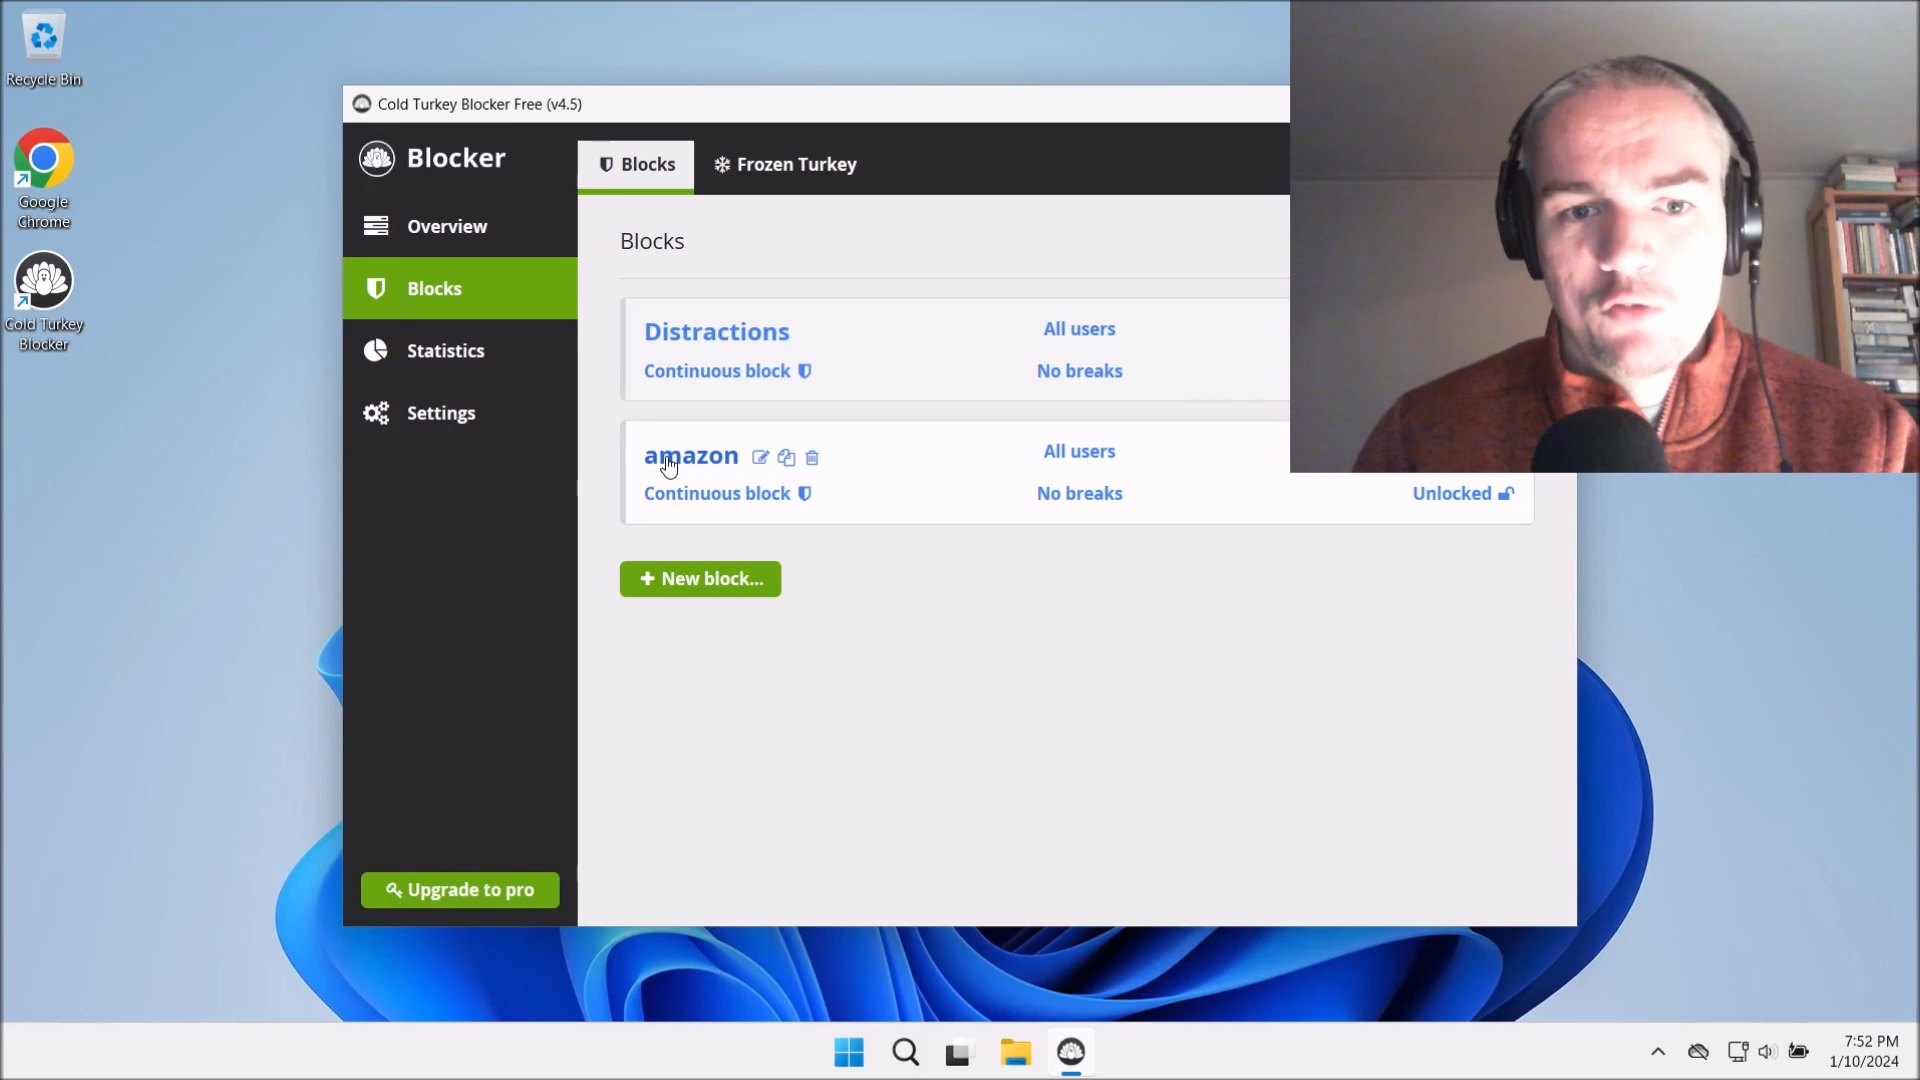 Recycle Bin
Google
Chrome
Cold Turkey
Blocker
Cold Turkey Blocker Free (v4.5)
Blocker
Overview
Blocks
Statistics
Settings
Upgrade to pro
Blocks
Frozen Turkey
Blocks
Distractions
All users
Continuous block
No breaks
amazon
All users
Continuous block
No breaks
Unlocked
+ New block...
7:52 PM
1/10/2024